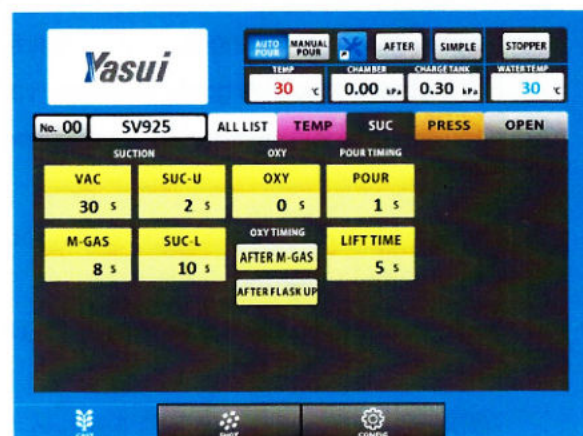 Yasui
AUTO POUR MANUAL POUR AFTER SIMPLE STOPPER
TEMP CHAMBER CHARGE TANK WATER TEMP
30 ℃ 0.00 kPa 0.30 kPa 30 ℃
No. 00 SV925 ALL LIST TEMP SUC PRESS OPEN
SUCTION OXY POUR TIMING
VAC SUC-U OXY POUR
30 s 2 s 0 s 1 s
M-GAS SUC-L OXY TIMING LIFT TIME
8 s 10 s AFTER M-GAS 5 s
AFTER FLASK UP
CAST SHOT CONFIG